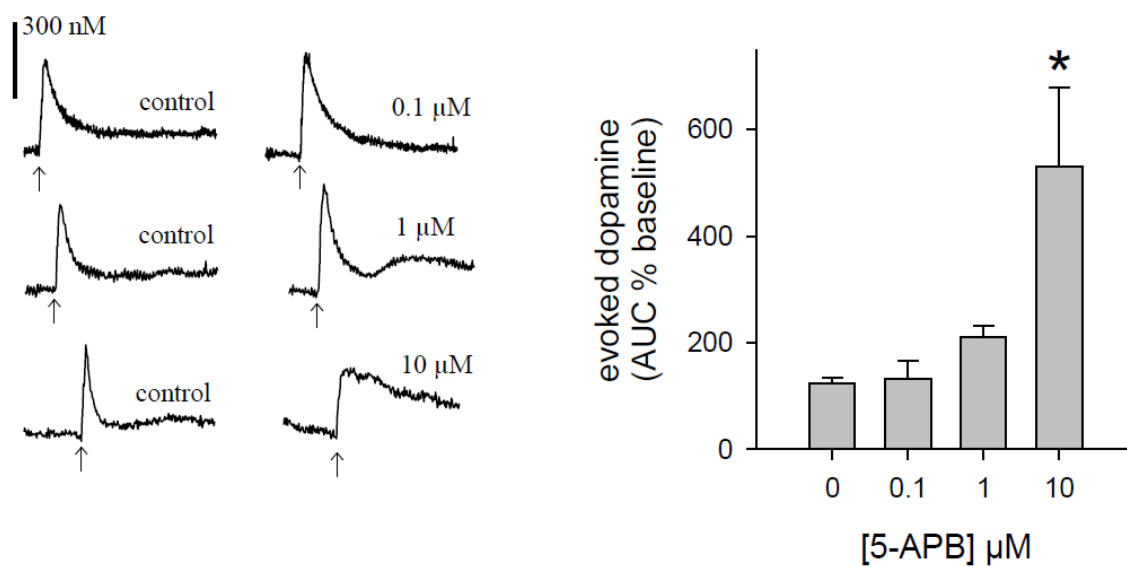 300 nM
control
0.1 µM
control
1 µM
control
10 µM
evoked dopamine
(AUC % baseline)
600
400
200
0
*
0
0.1
1
10
[5-APB] µM